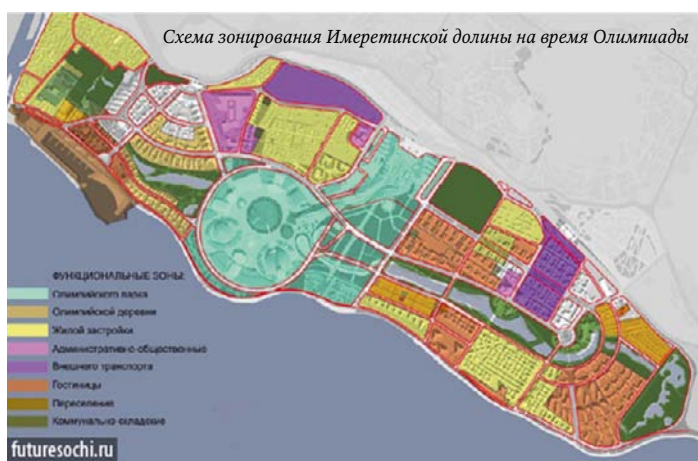 Схема зонирования Имеретинской долины на время Олимпиады
ФУНКЦИОНАЛЬНЫЕ ЗОНЫ:
Олимпийского парка
Олимпийской деревни
Жилой застройки
Административно-общественные
Внешнего транспорта
Гостиницы
Переселения
Коммунально-складские
futuresochi.ru